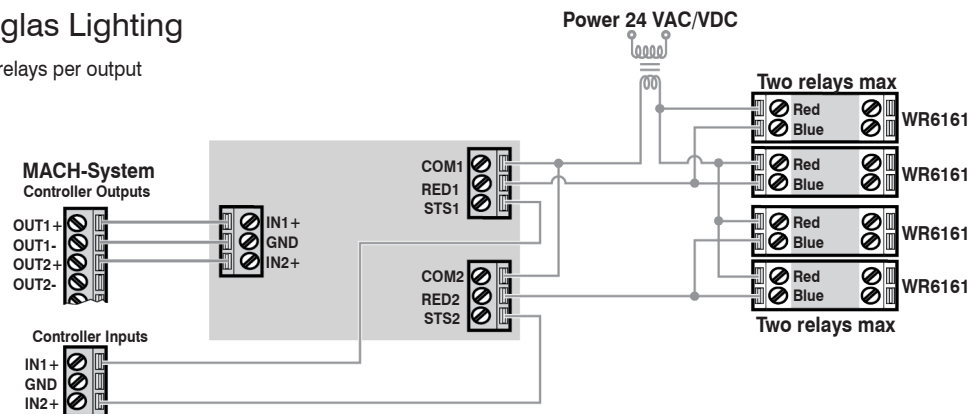 glas Lighting
relays per output
Power 24 VAC/VDC
Two relays max
Red
Blue
WR6161
Red
Blue
WR6161
Red
Blue
WR6161
Red
Blue
WR6161
Two relays max
MACH-System
Controller Outputs
OUT1+
OUT1-
OUT2+
OUT2-
IN1+
GND
IN2+
COM1
RED1
STS1
COM2
RED2
STS2
Controller Inputs
IN1+
GND
IN2+